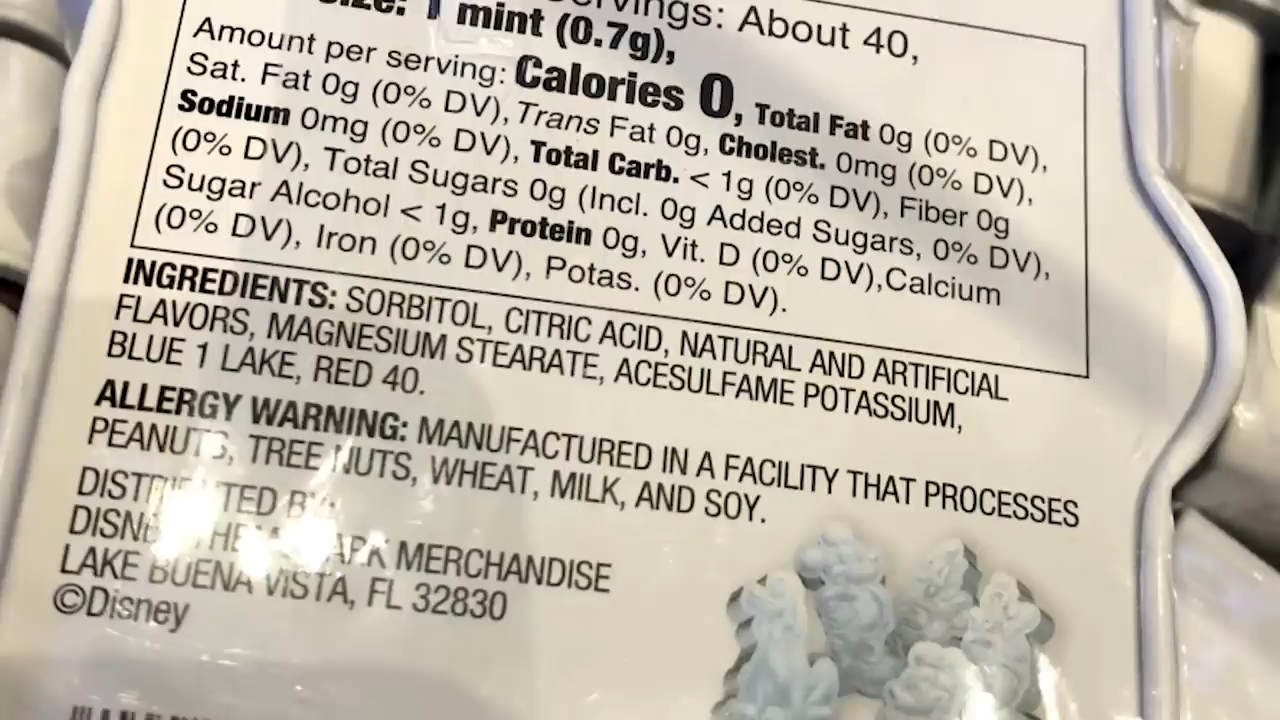 Servings: About 40,
Size: 1 mint (0.7g),
Amount per serving: Calories 0, Total Fat 0g (0% DV),
Sat. Fat 0g (0% DV), Trans Fat 0g, Cholest. 0mg (0% DV),
Sodium 0mg (0% DV), Total Carb. < 1g (0% DV), Fiber 0g
(0% DV), Total Sugars 0g (Incl. 0g Added Sugars, 0% DV),
Sugar Alcohol < 1g, Protein 0g, Vit. D (0% DV),Calcium
(0% DV), Iron (0% DV), Potas. (0% DV).
INGREDIENTS: SORBITOL, CITRIC ACID, NATURAL AND ARTIFICIAL
FLAVORS, MAGNESIUM STEARATE, ACESULFAME POTASSIUM,
BLUE 1 LAKE, RED 40.
ALLERGY WARNING: MANUFACTURED IN A FACILITY THAT PROCESSES
PEANUTS, TREE NUTS, WHEAT, MILK, AND SOY.
DISTRIBUTED BY:
DISNEY THEME PARK MERCHANDISE
LAKE BUENA VISTA, FL 32830
©Disney